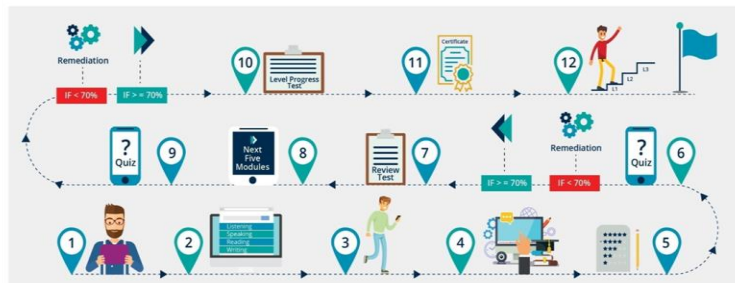 Remediation
IF < 70%
IF > = 70%
10
Level Progress
Test
11
Certificate
12
L1
L2
L3
?
Quiz
9
Next
Five
Modules
8
Review
Test
7
IF > = 70%
Remediation
IF < 70%
?
Quiz
6
1
2
Listening
Speaking
Reading
Writing
3
4
5